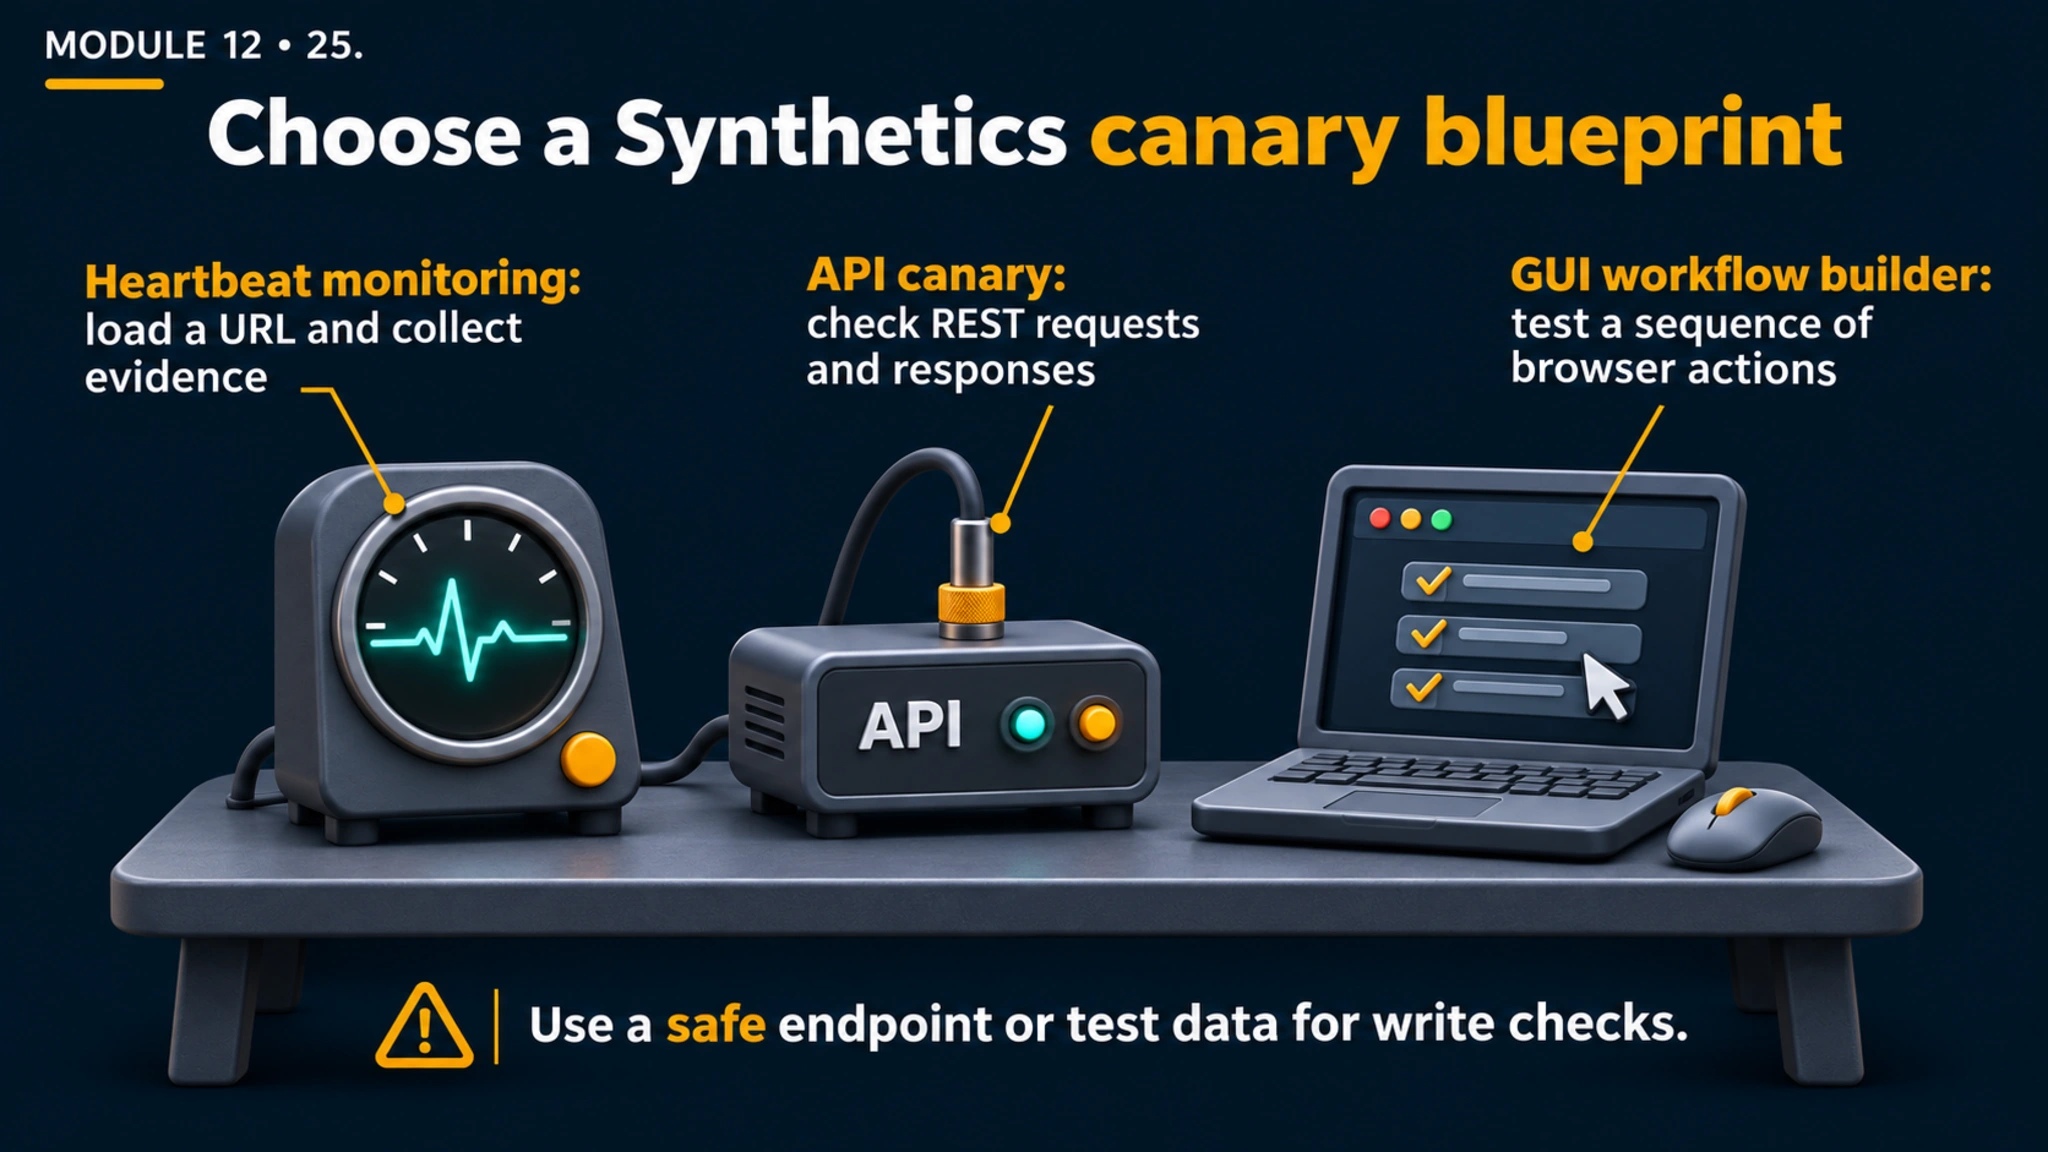 MODULE 12 • 25.
Choose a Synthetics canary blueprint
Heartbeat monitoring:
load a URL and collect
evidence
API canary:
check REST requests
and responses
GUI workflow builder:
test a sequence of
browser actions
API
Use a safe endpoint or test data for write checks.